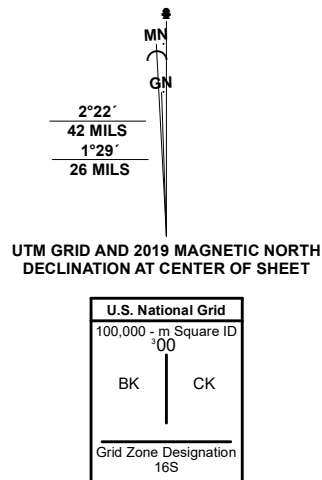 MN
GN
2°22´
42 MILS
1°29´
26 MILS
UTM GRID AND 2019 MAGNETIC NORTH
DECLINATION AT CENTER OF SHEET
U.S. National Grid
100,000 - m Square ID
³00
BK CK
Grid Zone Designation
16S